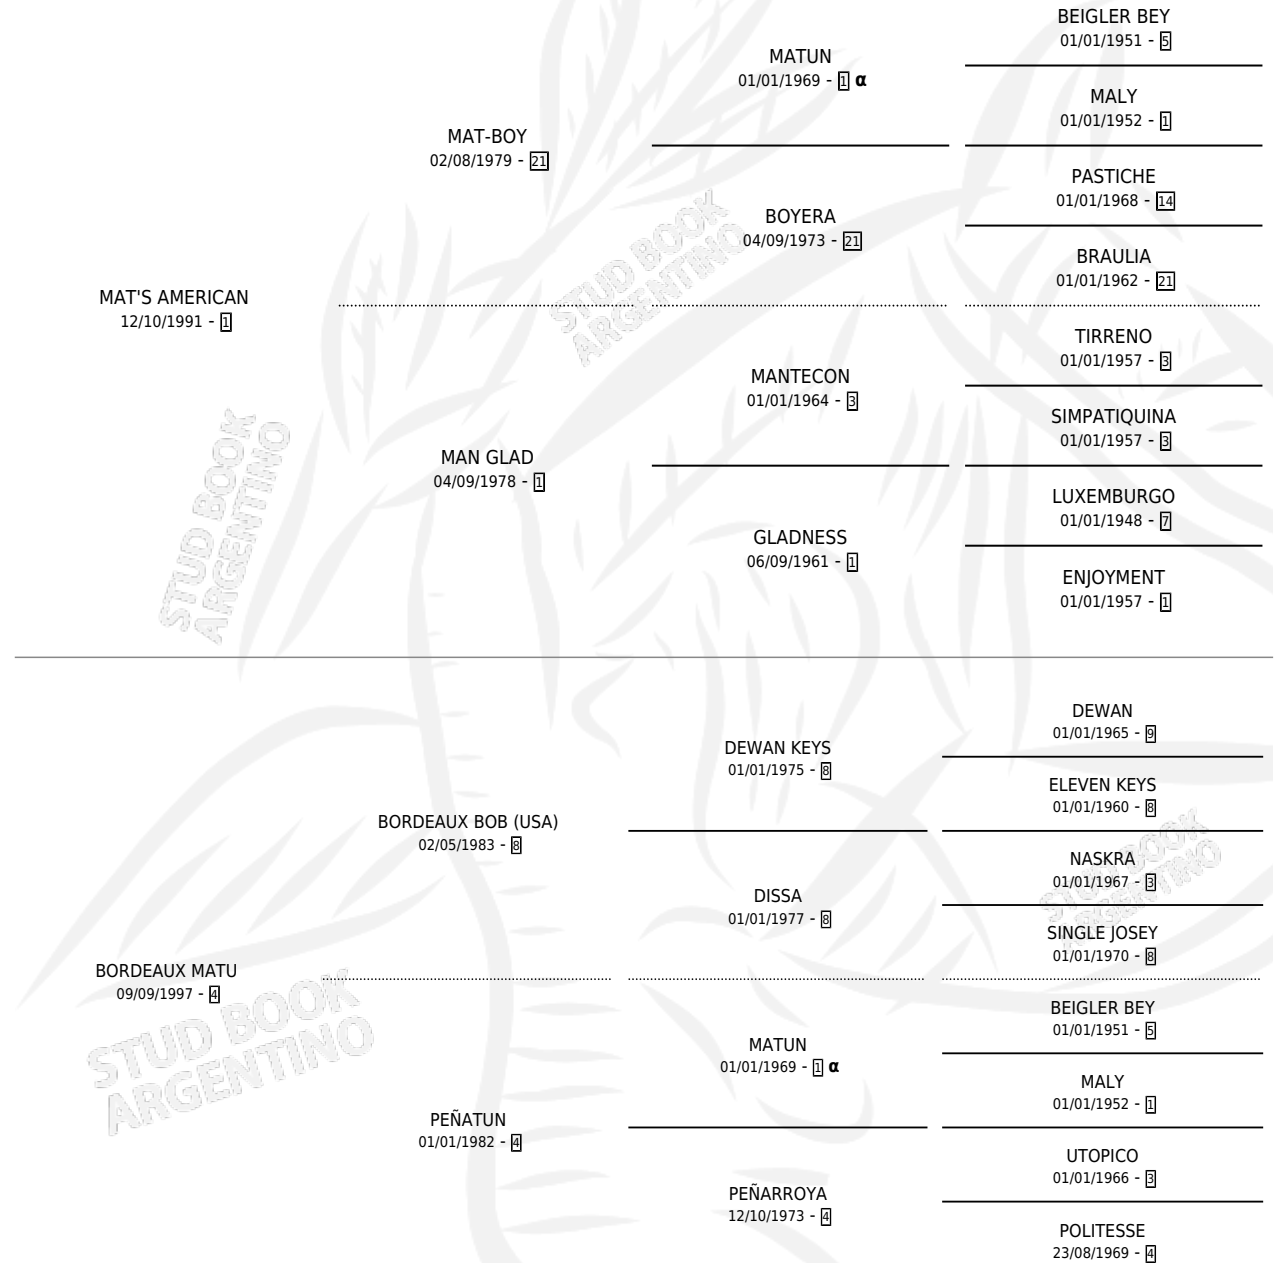 BEIGLER BEY
01/01/1951 - 5
MATUN
01/01/1969 - 1 α
MALY
01/01/1952 - 1
MAT-BOY
02/08/1979 - 21
PASTICHE
01/01/1968 - 14
BOYERA
04/09/1973 - 21
BRAULIA
01/01/1962 - 21
MAT'S AMERICAN
12/10/1991 - 1
TIRRENO
01/01/1957 - 3
MANTECON
01/01/1964 - 3
SIMPATIQUINA
01/01/1957 - 3
MAN GLAD
04/09/1978 - 1
LUXEMBURGO
01/01/1948 - 7
GLADNESS
06/09/1961 - 1
ENJOYMENT
01/01/1957 - 1
DEWAN
01/01/1965 - 9
DEWAN KEYS
01/01/1975 - 8
ELEVEN KEYS
01/01/1960 - 8
BORDEAUX BOB (USA)
02/05/1983 - 8
NASKRA
01/01/1967 - 3
DISSA
01/01/1977 - 8
SINGLE JOSEY
01/01/1970 - 8
BORDEAUX MATU
09/09/1997 - 4
BEIGLER BEY
01/01/1951 - 5
MATUN
01/01/1969 - 1 α
MALY
01/01/1952 - 1
PEÑATUN
01/01/1982 - 4
UTOPICO
01/01/1966 - 3
PEÑARROYA
12/10/1973 - 4
POLITESSE
23/08/1969 - 4
STUD BOOK
ARGENTINO
STUD BOOK
ARGENTINO
STUD BOOK
ARGENTINO
STUD BOOK
ARGENTINO